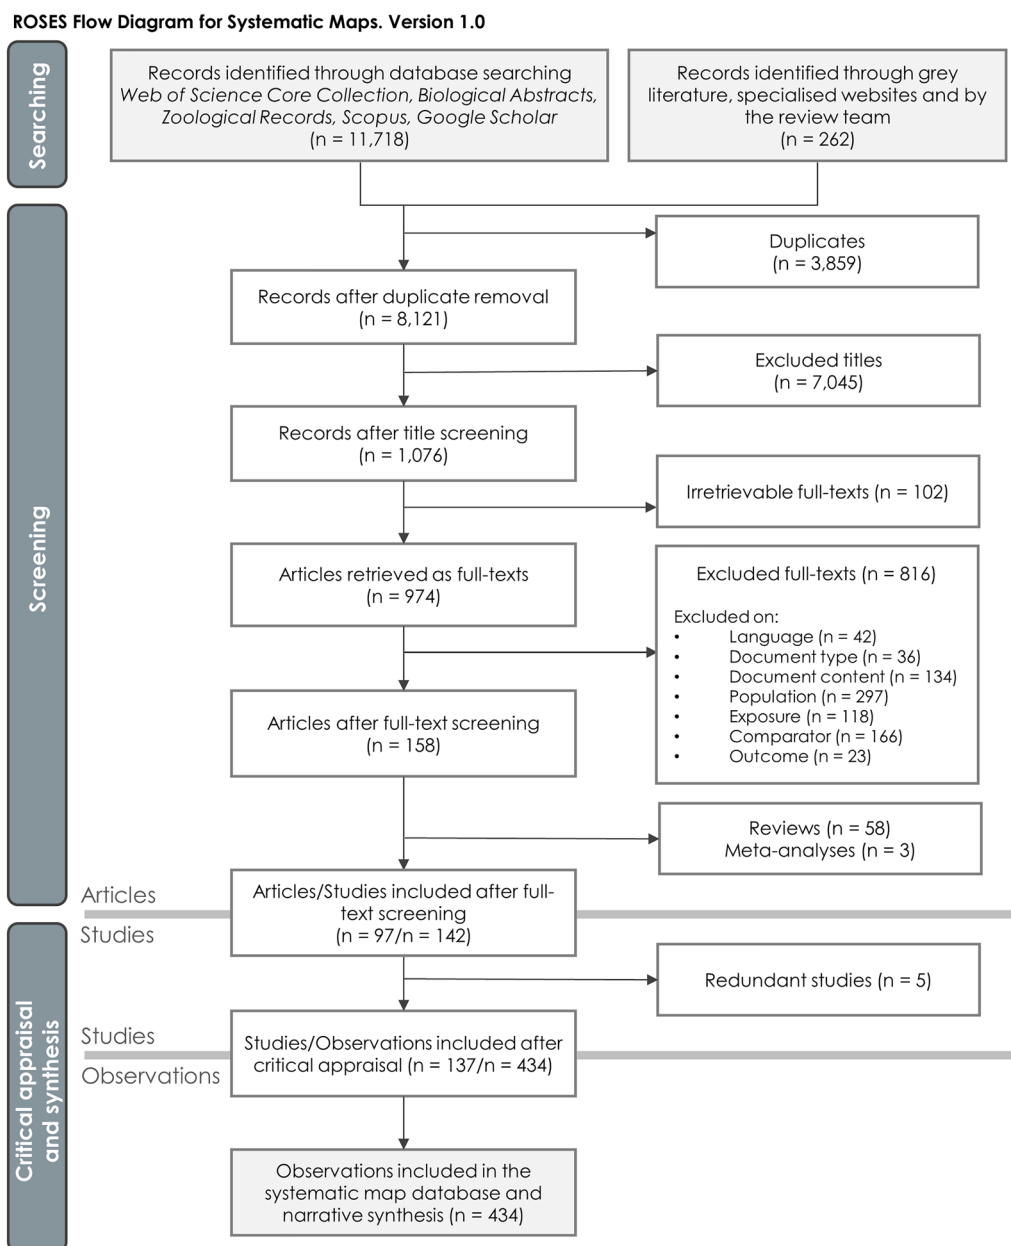 ROSES Flow Diagram for Systematic Maps. Version 1.0
Searching
Records identified through database searching
Web of Science Core Collection, Biological Abstracts,
Zoological Records, Scopus, Google Scholar
(n = 11,718)
Records identified through grey
literature, specialised websites and by
the review team
(n = 262)
Screening
Duplicates
(n = 3,859)
Records after duplicate removal
(n = 8,121)
Excluded titles
(n = 7,045)
Records after title screening
(n = 1,076)
Irretrievable full-texts (n = 102)
Articles retrieved as full-texts
(n = 974)
Excluded full-texts (n = 816)
Excluded on:
• Language (n = 42)
• Document type (n = 36)
• Document content (n = 134)
• Population (n = 297)
• Exposure (n = 118)
• Comparator (n = 166)
• Outcome (n = 23)
Articles after full-text screening
(n = 158)
Reviews (n = 58)
Meta-analyses (n = 3)
Articles
Studies
Articles/Studies included after full-
text screening
(n = 97/n = 142)
Critical appraisal
and synthesis
Redundant studies (n = 5)
Studies
Observations
Studies/Observations included after
critical appraisal (n = 137/n = 434)
Observations included in the
systematic map database and
narrative synthesis (n = 434)